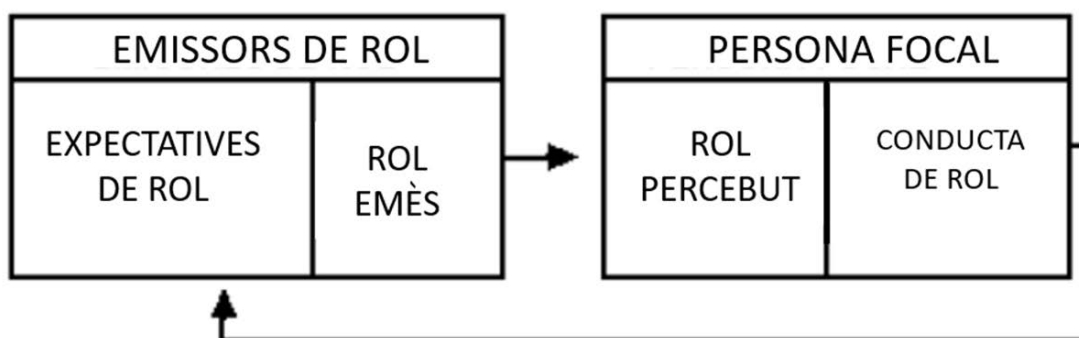 EMISSORS DE ROL
EXPECTATIVES
DE ROL
ROL
EMÈS
PERSONA FOCAL
ROL
PERCEBUT
CONDUCTA
DE ROL